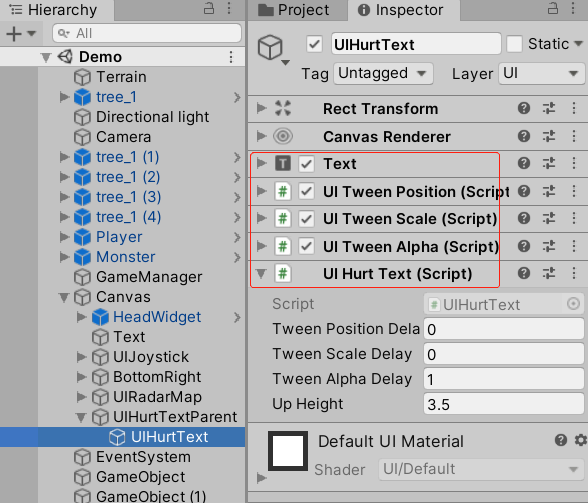 Hierarchy
All
Demo
Terrain
tree_1
Directional light
Camera
tree_1 (1)
tree_1 (2)
tree_1 (3)
tree_1 (4)
Player
Monster
GameManager
Canvas
HeadWidget
Text
UIJoystick
BottomRight
UIRadarMap
UIHurtTextParent
UIHurtText
EventSystem
GameObject
GameObject (1)
Project Inspector
UIHurtText Static
Tag Untagged Layer UI
Rect Transform
Canvas Renderer
Text
UI Tween Position (Script
UI Tween Scale (Script)
UI Tween Alpha (Script)
UI Hurt Text (Script)
Script UIHurtText
Tween Position Dela 0
Tween Scale Delay 0
Tween Alpha Delay 1
Up Height 3.5
Default UI Material
Shader UI/Default